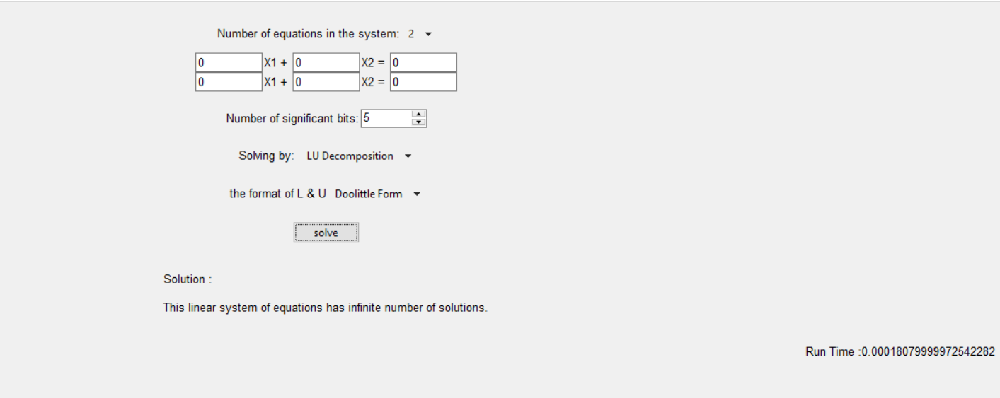 Number of equations in the system: 2
0 X1 + 0 X2 = 0
0 X1 + 0 X2 = 0
Number of significant bits: 5
Solving by: LU Decomposition
the format of L & U Doolittle Form
solve
Solution :
This linear system of equations has infinite number of solutions.
Run Time :0.00018079999972542282